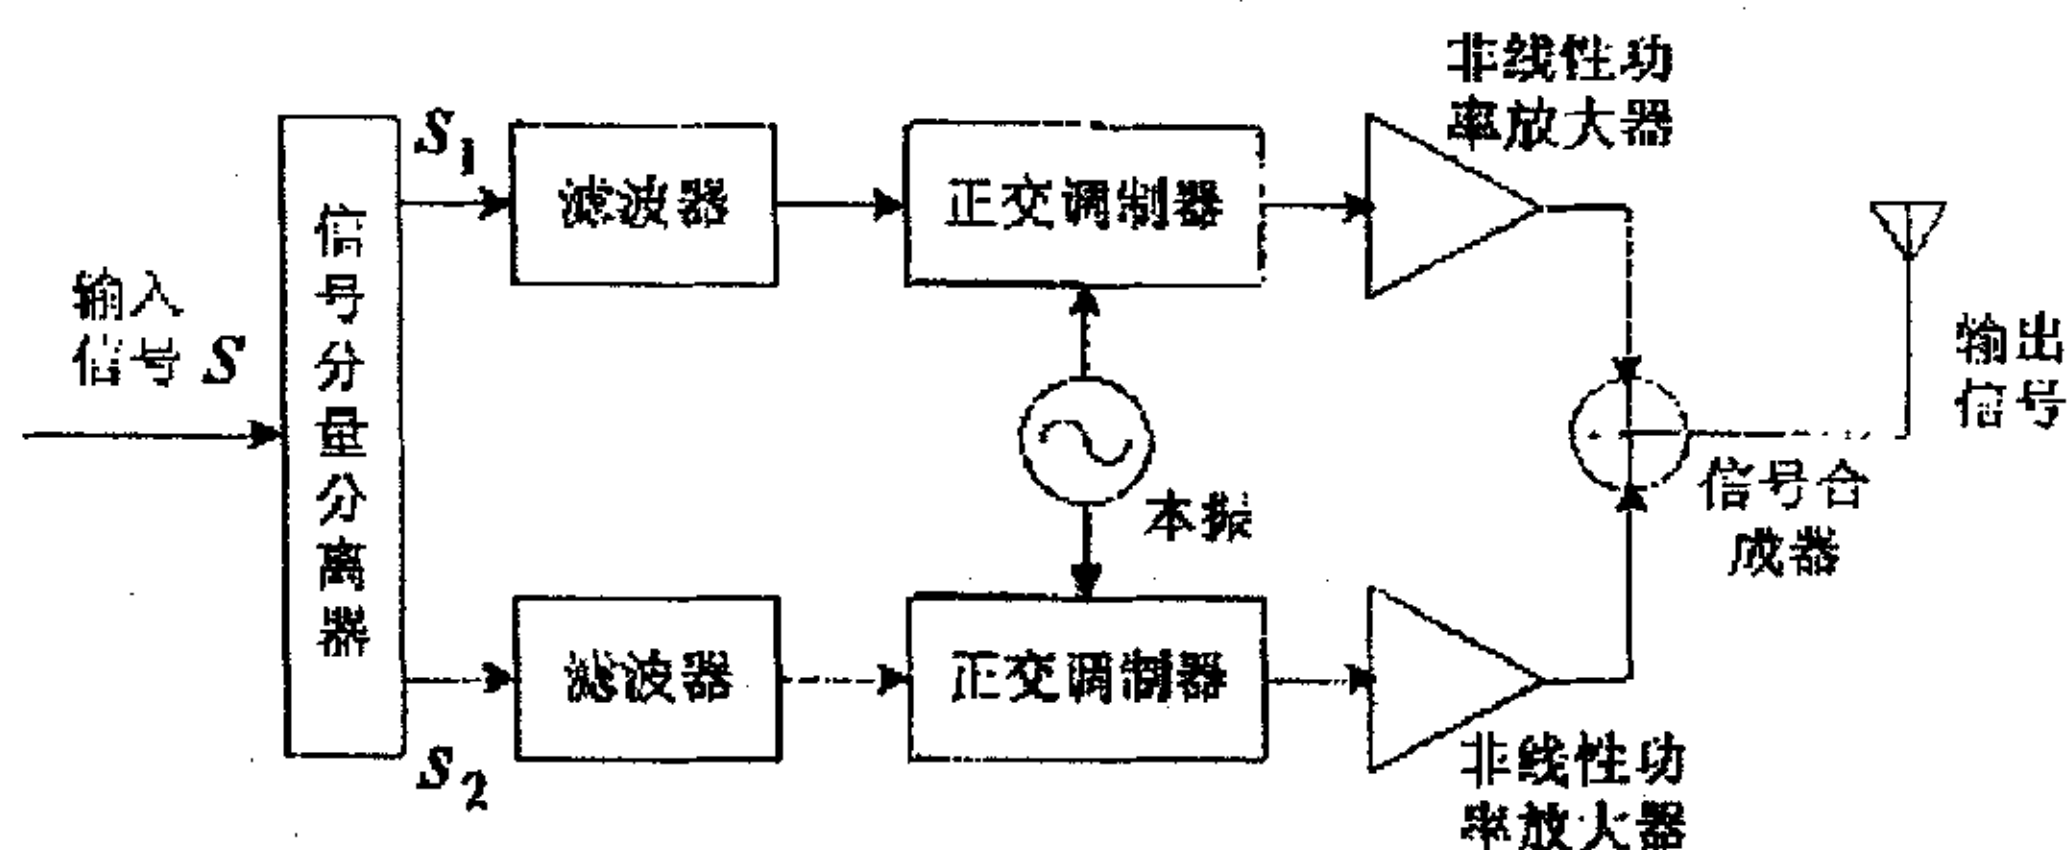 非线性功
率放大器
S1
滤波器
正交调制器
输入
信号 S
信号分量分离器
输出
信号
本振
信号合
成器
滤波器
正交调制器
S2
非线性功
率放大器